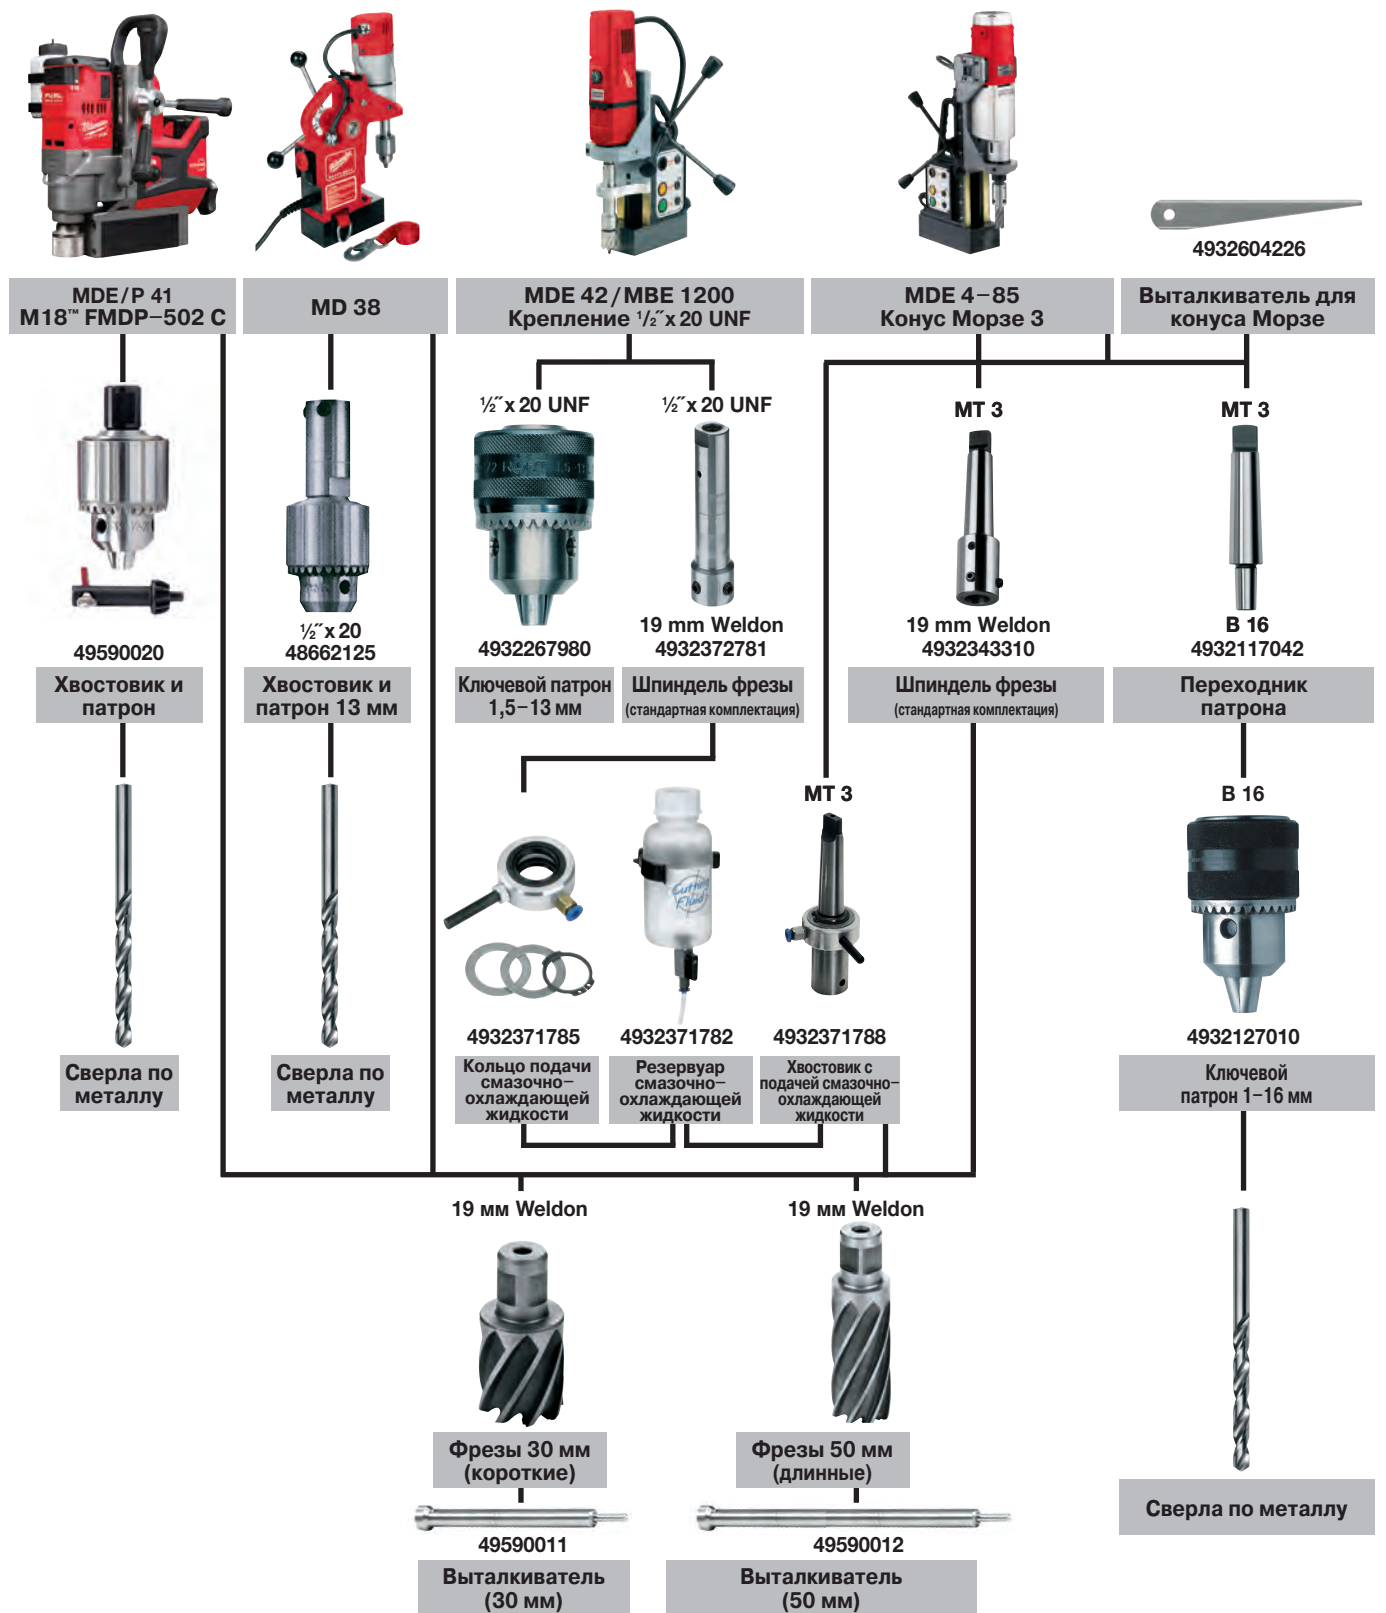 4932604226
MDE/P 41
M18™ FMDP–502 C
MD 38
MDE 42/MBE 1200
Крепление 1/2˝x 20 UNF
MDE 4–85
Конус Морзе 3
Выталкиватель для
конуса Морзе
½˝x 20 UNF
½˝x 20 UNF
MT 3
MT 3
49590020
½˝x 20
48662125
4932267980
19 mm Weldon
4932372781
19 mm Weldon
4932343310
B 16
4932117042
Хвостовик и
патрон
Хвостовик и
патрон 13 мм
Ключевой патрон
1,5–13 мм
Шпиндель фрезы
(стандартная комплектация)
Шпиндель фрезы
(стандартная комплектация)
Переходник
патрона
MT 3
B 16
Cutting
Fluid
4932371785
4932371782
4932371788
4932127010
Сверла по
металлу
Сверла по
металлу
Кольцо подачи
смазочно–
охлаждающей
жидкости
Резервуар
смазочно–
охлаждающей
жидкости
Хвостовик с
подачей смазочно–
охлаждающей
жидкости
Ключевой
патрон 1–16 мм
19 мм Weldon
19 мм Weldon
Фрезы 30 мм
(короткие)
Фрезы 50 мм
(длинные)
Сверла по металлу
49590011
49590012
Выталкиватель
(30 мм)
Выталкиватель
(50 мм)